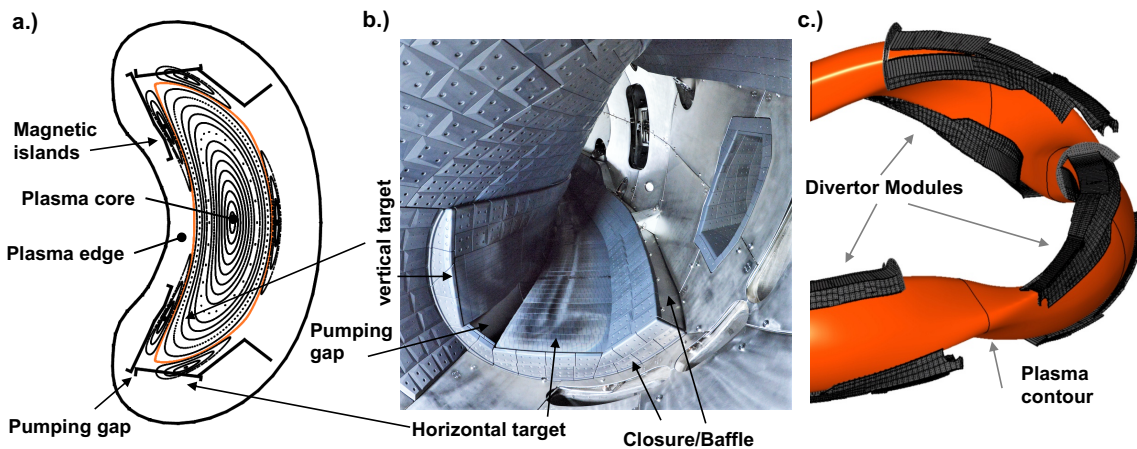 a.)
Magnetic
islands
Plasma core
Plasma edge
Pumping gap
b.)
vertical target
Pumping
gap
Horizontal target
Closure/Baffle
c.)
Divertor Modules
Plasma
contour